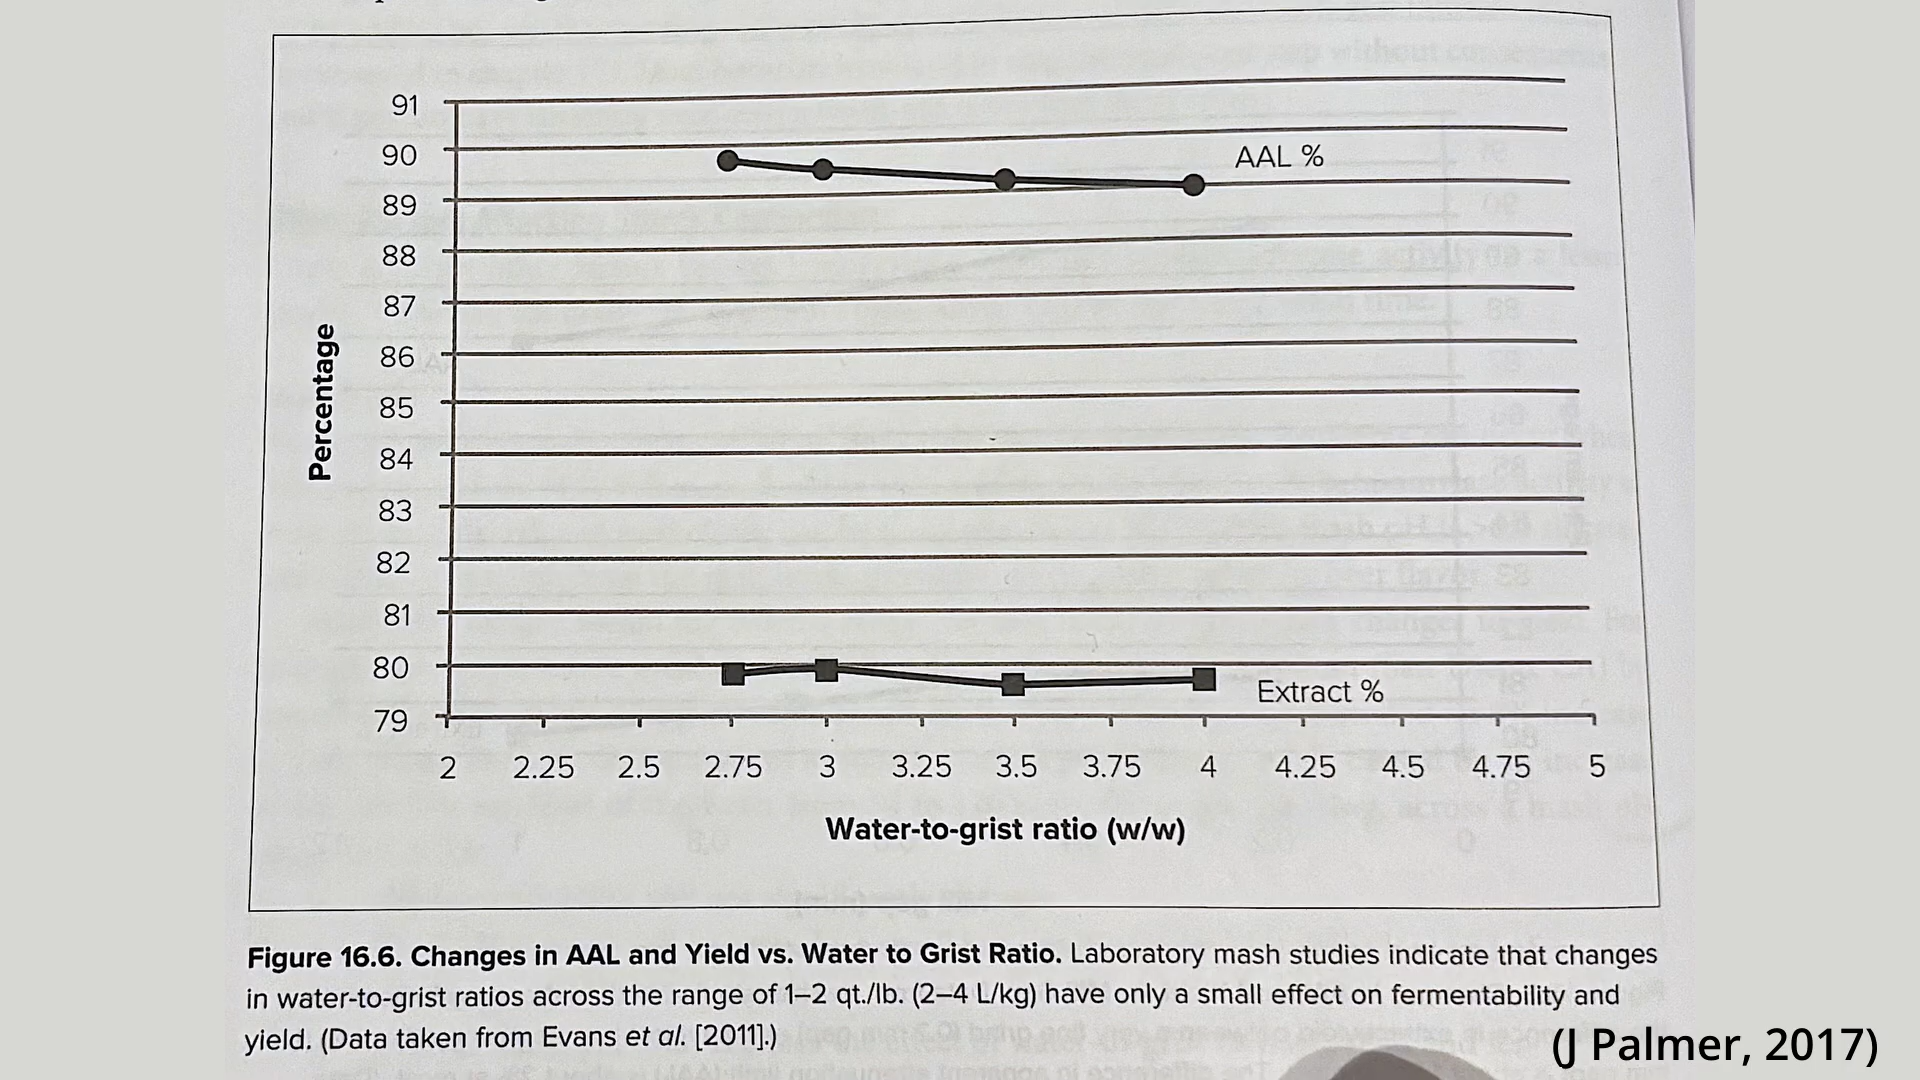 91
90
89
88
87
86
85
84
83
82
81
80
79
Percentage
AAL %
Extract %
2 2.25 2.5 2.75 3 3.25 3.5 3.75 4 4.25 4.5 4.75 5
Water-to-grist ratio (w/w)
Figure 16.6. Changes in AAL and Yield vs. Water to Grist Ratio. Laboratory mash studies indicate that changes
in water-to-grist ratios across the range of 1–2 qt./lb. (2–4 L/kg) have only a small effect on fermentability and
yield. (Data taken from Evans et al. [2011].)
(J Palmer, 2017)